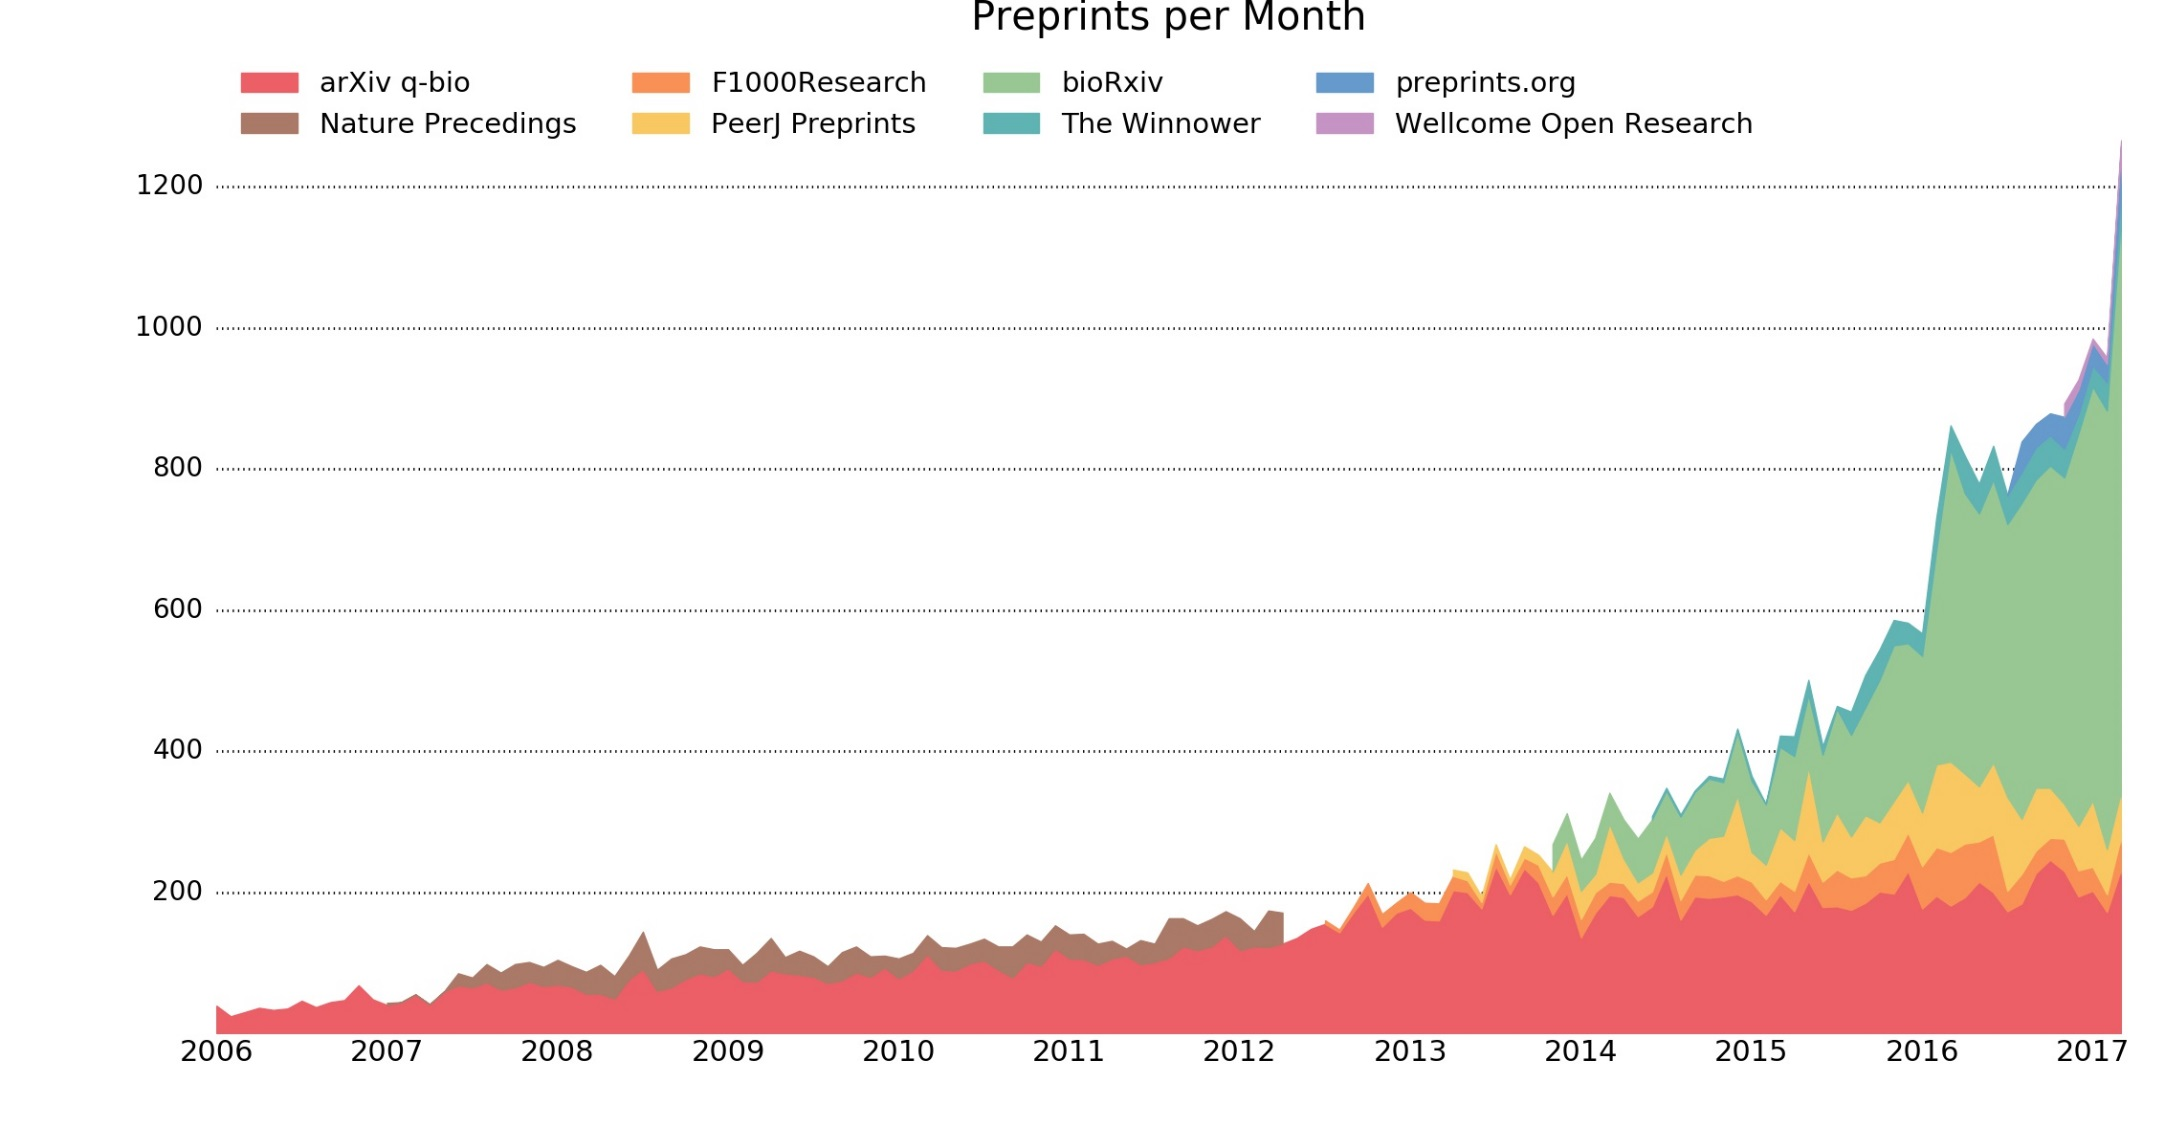 Preprints per Month
arXiv q-bio F1000Research bioRxiv preprints.org
Nature Precedings PeerJ Preprints The Winnower Wellcome Open Research
1200
1000
800
600
400
200
2006 2007 2008 2009 2010 2011 2012 2013 2014 2015 2016 2017